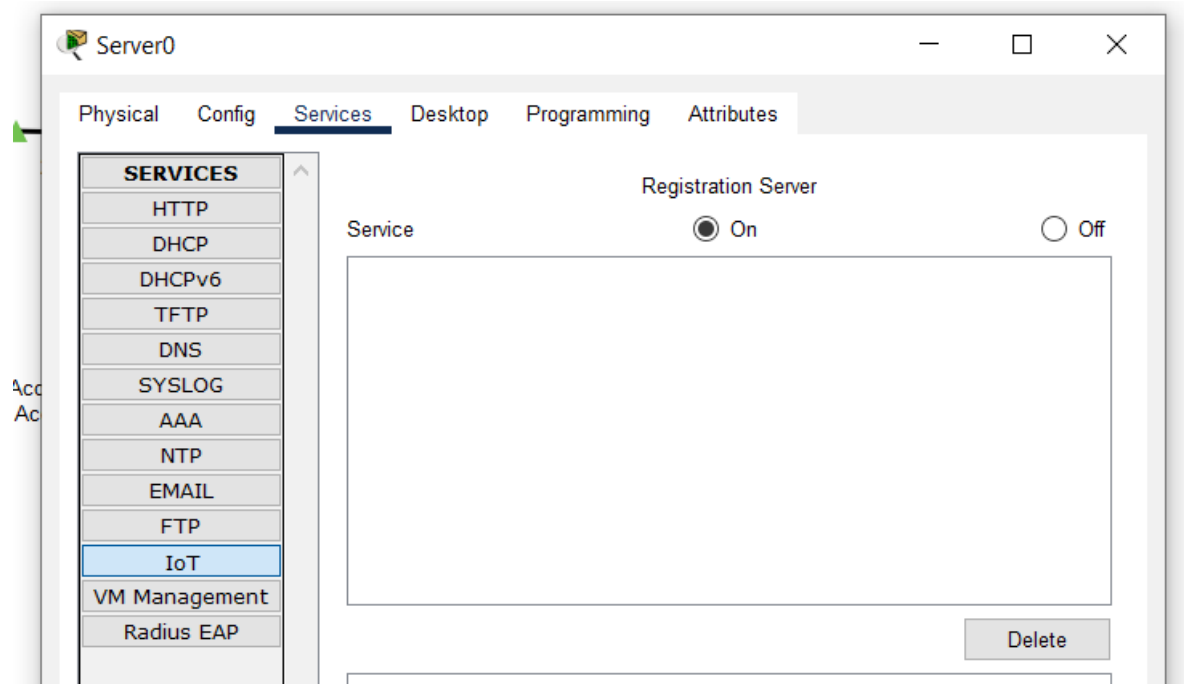 Server0
Physical Config Services Desktop Programming Attributes
SERVICES
HTTP
DHCP
DHCPv6
TFTP
DNS
SYSLOG
AAA
NTP
EMAIL
FTP
IoT
VM Management
Radius EAP
Registration Server
Service On Off
Delete